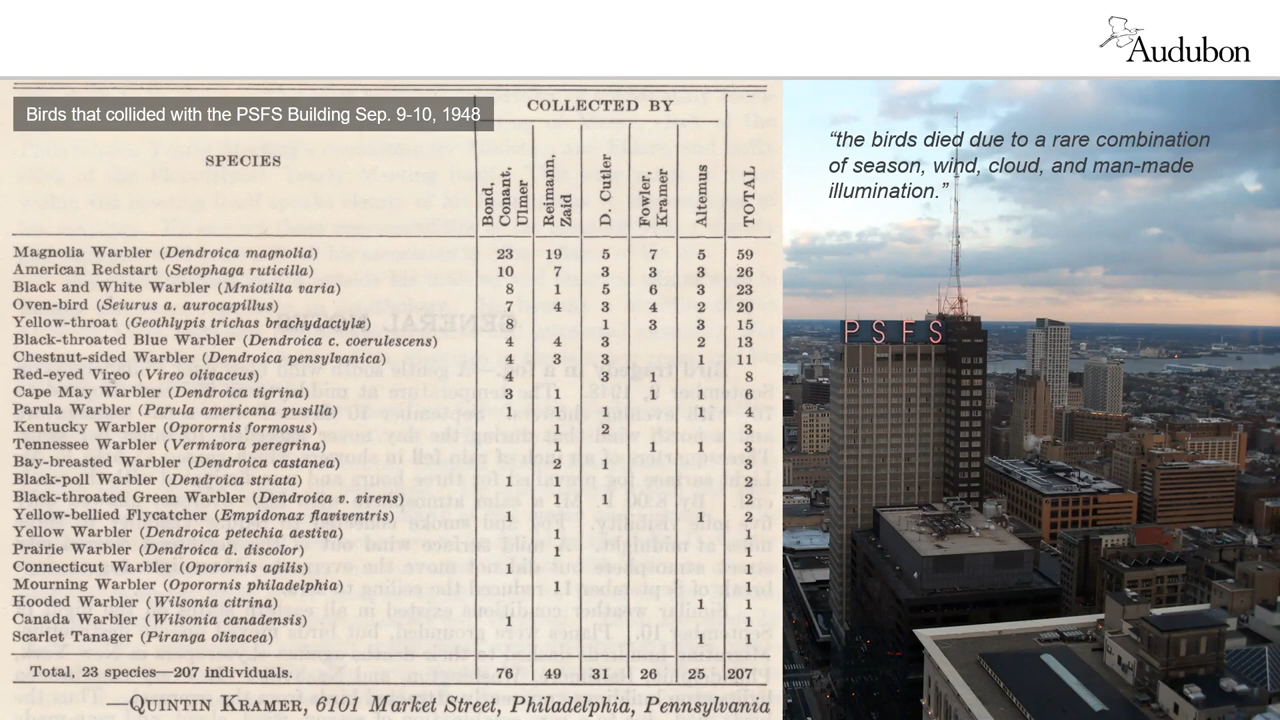 Audubon
Birds that collided with the PSFS Building Sep. 9-10, 1948
COLLECTED BY
SPECIES
Bond, Conant, Ulmer
Reimann, Zaid
D. Cutler
Fowler, Kramer
Altemus
TOTAL
Magnolia Warbler (Dendroica magnolia) 23 19 5 7 5 59
American Redstart (Setophaga ruticilla) 10 7 3 3 3 26
Black and White Warbler (Mniotilta varia) 8 1 5 6 3 23
Oven-bird (Seiurus a. aurocapillus) 7 4 3 4 2 20
Yellow-throat (Geothlypis trichas brachydactylæ) 8 1 3 3 15
Black-throated Blue Warbler (Dendroica c. coerulescens) 4 4 3 2 13
Chestnut-sided Warbler (Dendroica pensylvanica) 4 3 3 1 11
Red-eyed Vireo (Vireo olivaceus) 4 3 1 8
Cape May Warbler (Dendroica tigrina) 3 1 1 1 6
Parula Warbler (Parula americana pusilla) 1 1 1 1 4
Kentucky Warbler (Oporornis formosus) 1 2 3
Tennessee Warbler (Vermivora peregrina) 1 1 3
Bay-breasted Warbler (Dendroica castanea) 2 1 3
Black-poll Warbler (Dendroica striata) 1 1 2
Black-throated Green Warbler (Dendroica v. virens) 1 1 2
Yellow-bellied Flycatcher (Empidonax flaviventris) 1 1 2
Yellow Warbler (Dendroica petechia aestiva) 1 1
Prairie Warbler (Dendroica d. discolor) 1 1
Connecticut Warbler (Oporornis agilis) 1 1
Mourning Warbler (Oporornis philadelphia) 1 1
Hooded Warbler (Wilsonia citrina) 1 1
Canada Warbler (Wilsonia canadensis) 1 1
Scarlet Tanager (Piranga olivacea) 1 1
Total, 23 species—207 individuals. 76 49 31 26 25 207
—QUINTIN KRAMER, 6101 Market Street, Philadelphia, Pennsylvania
“the birds died due to a rare combination
of season, wind, cloud, and man-made
illumination.”
PSFS